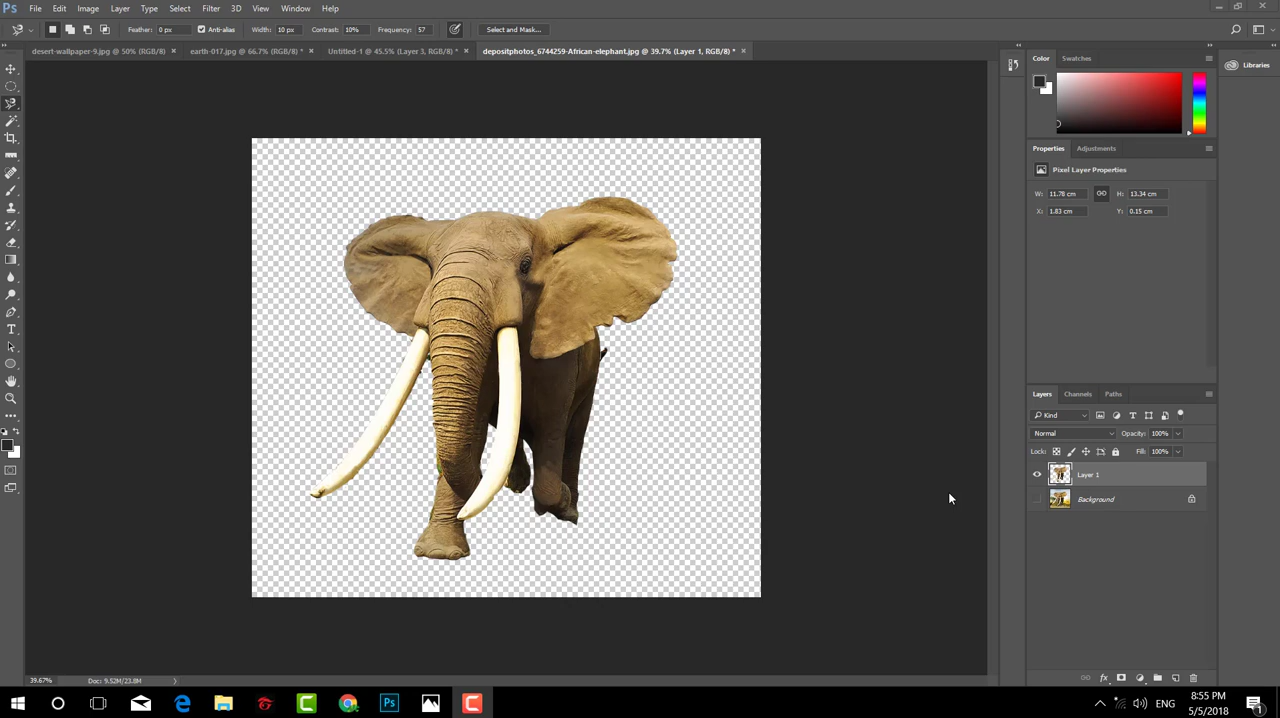 Ps File Edit Image Layer Type Select Filter 3D View Window Help
Feather: 0 px Anti-alias Width: 10 px Contrast: 10% Frequency: 57 Select and Mask...
desert-wallpaper-9.jpg @ 50% (RGB/8) × earth-017.jpg @ 66.7% (RGB/8) * × Untitled-1 @ 45.5% (Layer 3, RGB/8) * × depositphotos_6744259-African-elephant.jpg @ 39.7% (Layer 1, RGB/8) * ×
Color Swatches
Libraries
Properties Adjustments
Pixel Layer Properties
W: 11.78 cm H: 13.34 cm
X: 1.83 cm Y: 0.15 cm
Layers Channels Paths
Kind
Normal Opacity: 100%
Lock: Fill: 100%
Layer 1
Background
39.67% Doc: 9.52M/23.8M
fx
8:55 PM
ENG
5/5/2018
1